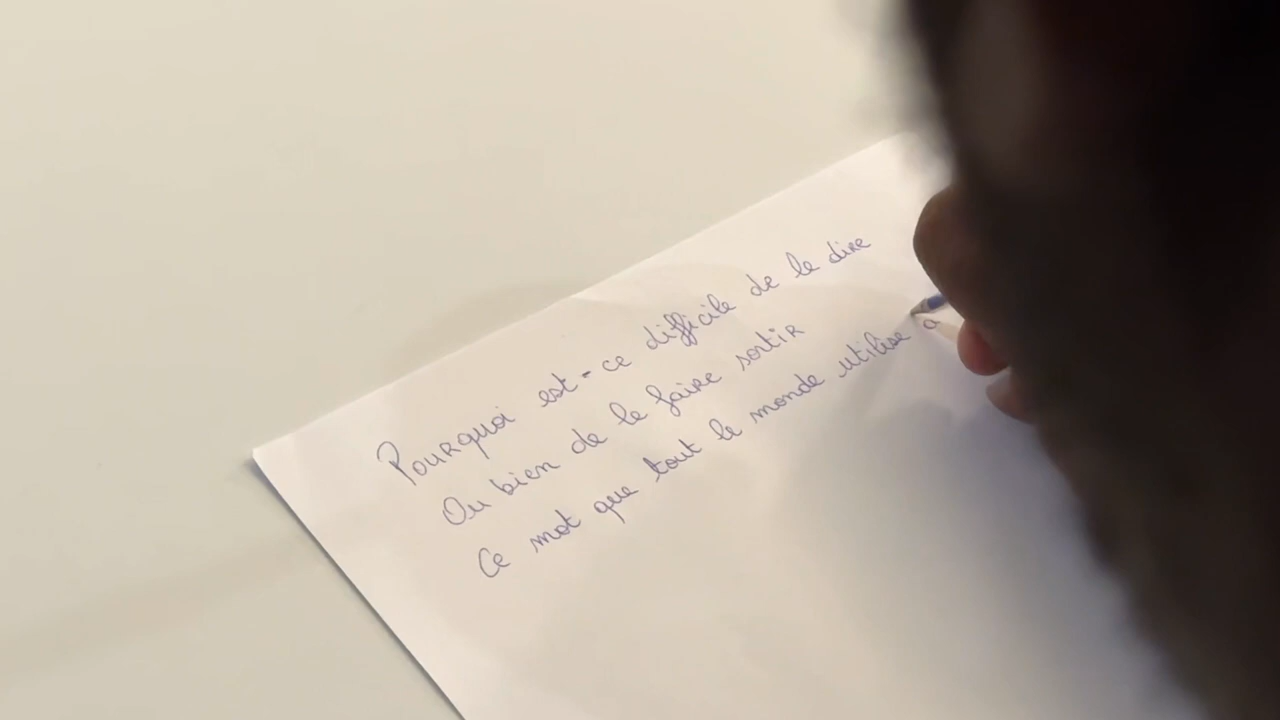 Pourquoi est-ce difficile de le dire
Ou bien de le faire sortir
Ce mot que tout le monde utilise a